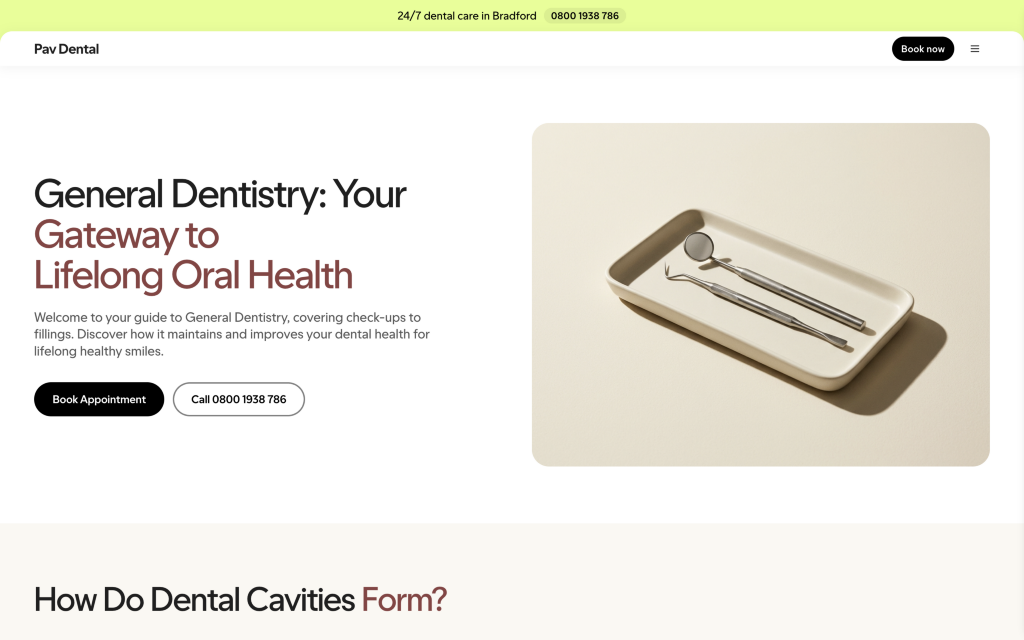 24/7 dental care in Bradford 0800 1938 786
Pav Dental
Book now
General Dentistry: Your
Gateway to
Lifelong Oral Health
Welcome to your guide to General Dentistry, covering check-ups to
fillings. Discover how it maintains and improves your dental health for
lifelong healthy smiles.
Book Appointment
Call 0800 1938 786
How Do Dental Cavities Form?